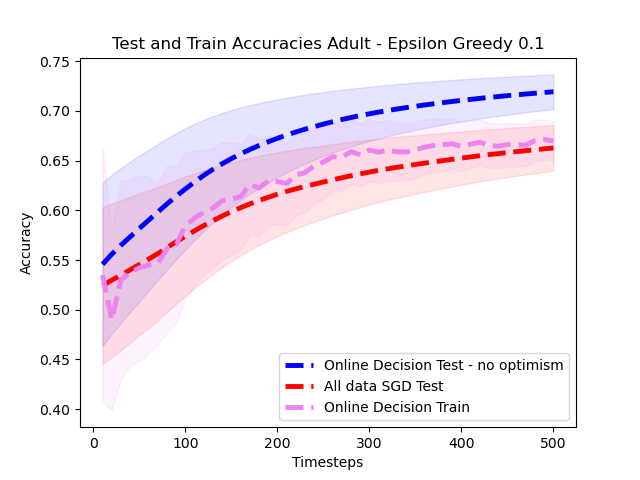 Test and Train Accuracies Adult - Epsilon Greedy 0.1
Accuracy
0.75
0.70
0.65
0.60
0.55
0.50
0.45
0.40
Online Decision Test - no optimism
All data SGD Test
Online Decision Train
0 100 200 300 400 500
Timesteps